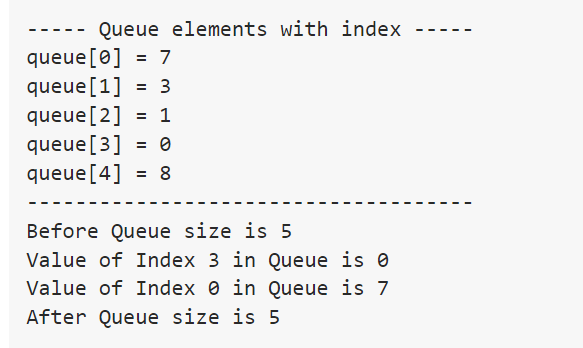 ----- Queue elements with index -----
queue[0] = 7
queue[1] = 3
queue[2] = 1
queue[3] = 0
queue[4] = 8
-------------------------------------
Before Queue size is 5
Value of Index 3 in Queue is 0
Value of Index 0 in Queue is 7
After Queue size is 5